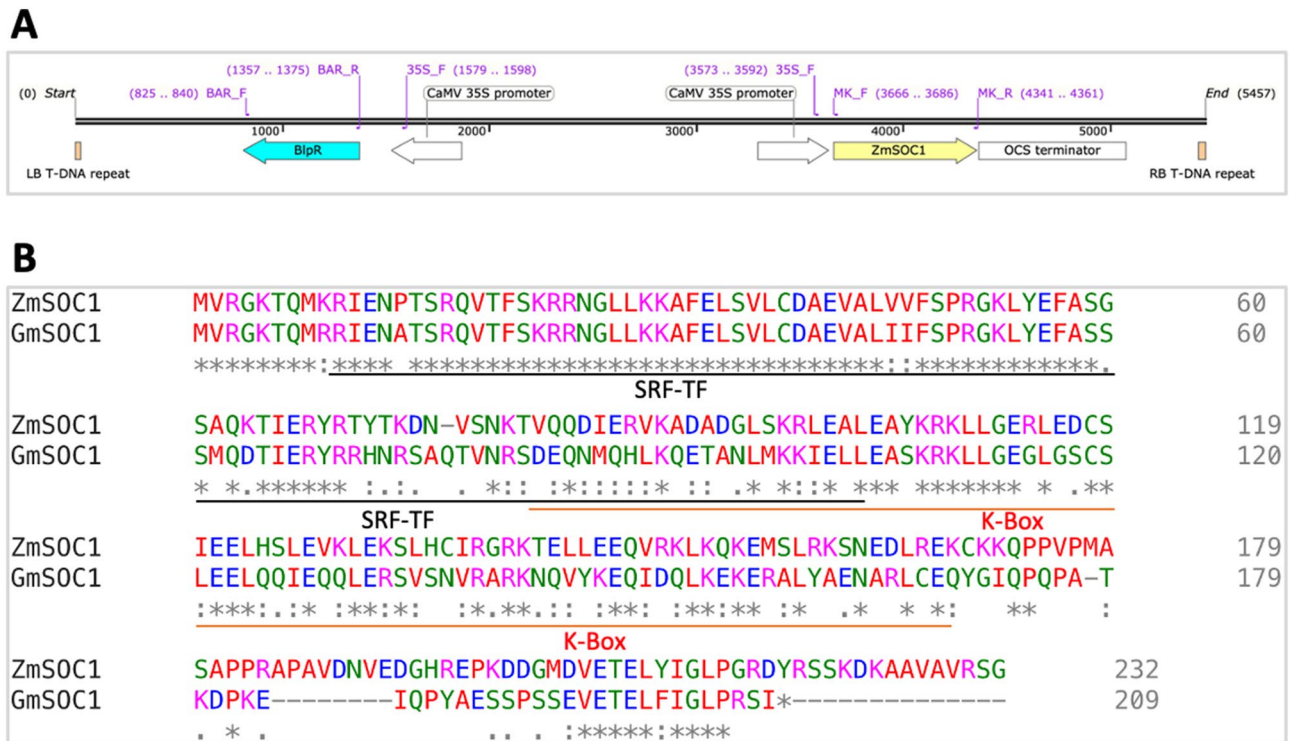 A
(1357 .. 1375) BAR_R 35S_F (1579 .. 1598) (3573 .. 3592) 35S_F
(0) Start (825 .. 840) BAR_F CaMV 35S promoter CaMV 35S promoter MK_F (3666 .. 3686) MK_R (4341 .. 4361) End (5457)
1000 2000 3000 4000 5000
BlpR ZmSOC1 OCS terminator
LB T-DNA repeat RB T-DNA repeat
B
ZmSOC1 MVRGKTQMKRIENPTSRQVTFSKRRNGLLKKAFELSVLCDAEVALVVFSPRGKLYEFASG 60
GmSOC1 MVRGKTQMRRIENATSRQVTFSKRRNGLLKKAFELSVLCDAEVALIIFSPRGKLYEFASS 60
********:**** *******************************::************.
SRF-TF
ZmSOC1 SAQKTIERYRTYTKDN-VSNKTVQQDIERVKADADGLSKRLEALEAYKRKLLGERLEDCS 119
GmSOC1 SMQDTIERYRRHNRSAQTVNRSDEQNMQHLKQETANLMKKIELLEASKRKLLGEGLGSCS 120
* *.****** :.:. . *:: :*:::::* :: .* *::* *** ******* * .**
SRF-TF
K-Box
ZmSOC1 IEELHSLEVKLEKSLHCIRGRKTELLEEQVRKLKQKEMSLRKSNEDLREKCKKQPPVPMA 179
GmSOC1 LEELQQIEQQLERSVSNVRARKNQVYKEQIDQLKEKERALYAENARLCEQYGIQPQPA-T 179
:***:.:* :**:*: :*.**.:: :**: :**:** :* .* * *: ** :
K-Box
ZmSOC1 SAPPRAPAVDNVEDGHREPKDDGMDVETELYIGLPGRDYRSSKDKAAVAVRSG 232
GmSOC1 KDPKE--------IQPYAESSPSSEVETELFIGLPRSI*-------------- 209
. * . .. . :*****:****